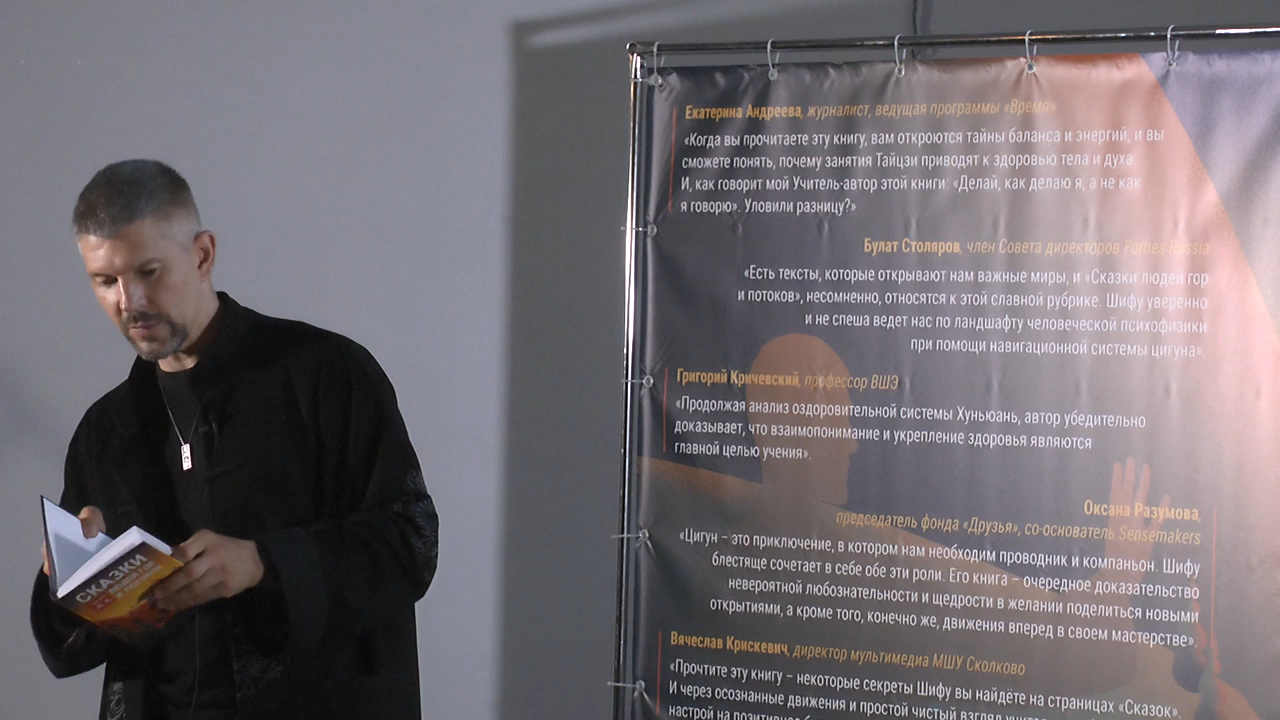 Екатерина Андреева, журналист, ведущая программы «Время»
«Когда вы прочитаете эту книгу, вам откроются тайны баланса и энергий, и вы
сможете понять, почему занятия Тайцзи приводят к здоровью тела и духа.
И, как говорит мой Учитель-автор этой книги: «Делай, как делаю я, а не как
я говорю». Уловили разницу?»
Булат Столяров, член Совета директоров Forbes Russia
«Есть тексты, которые открывают нам важные миры, и «Сказки людей гор
и потоков», несомненно, относятся к этой славной рубрике. Шифу уверенно
и не спеша ведет нас по ландшафту человеческой психофизики
при помощи навигационной системы цигуна».
Григорий Кричевский, профессор ВШЭ
«Продолжая анализ оздоровительной системы Хуньюань, автор убедительно
доказывает, что взаимопонимание и укрепление здоровья являются
главной целью учения».
Оксана Разумова,
председатель фонда «Друзья», со-основатель Sensemakers
«Цигун – это приключение, в котором нам необходим проводник и компаньон. Шифу
блестяще сочетает в себе обе эти роли. Его книга – очередное доказательство
невероятной любознательности и щедрости в желании поделиться новыми
открытиями, а кроме того, конечно же, движения вперед в своем мастерстве».
Вячеслав Крискевич, директор мультимедиа МШУ Сколково
«Прочтите эту книгу – некоторые секреты Шифу вы найдёте на страницах «Сказок».
И через осознанные движения и простой чистый взгляд
настрой на
СКАЗКИ